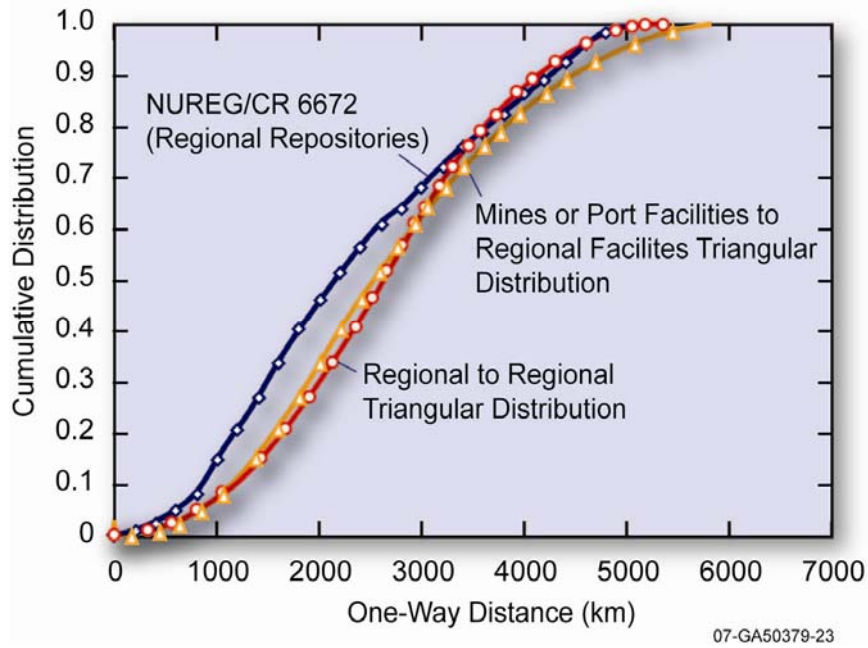 1.0
0.9
0.8
0.7
0.6
0.5
0.4
0.3
0.2
0.1
0
Cumulative Distribution
NUREG/CR 6672
(Regional Repositories)
Mines or Port Facilities to
Regional Facilites Triangular
Distribution
Regional to Regional
Triangular Distribution
0 1000 2000 3000 4000 5000 6000 7000
One-Way Distance (km)
07-GA50379-23